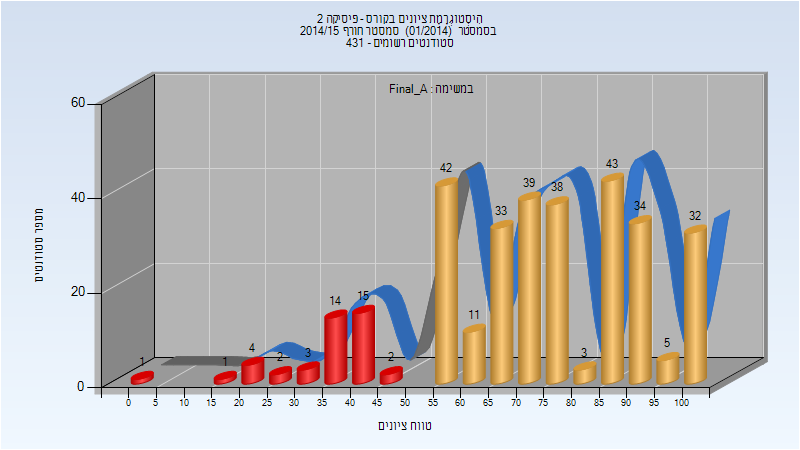 היסטוגרמת ציונים בקורס - פיסיקה 2
בסמסטר (01/2014) סמסטר חורף 2014/15
סטודנטים רשומים - 431
במשימה : Final_A
מספר סטודנטים
60
40
20
0
1 1 4 2 3 14 15 2 42 11 33 39 38 3 43 34 5 32
0 5 10 15 20 25 30 35 40 45 50 55 60 65 70 75 80 85 90 95 100
טווח ציונים